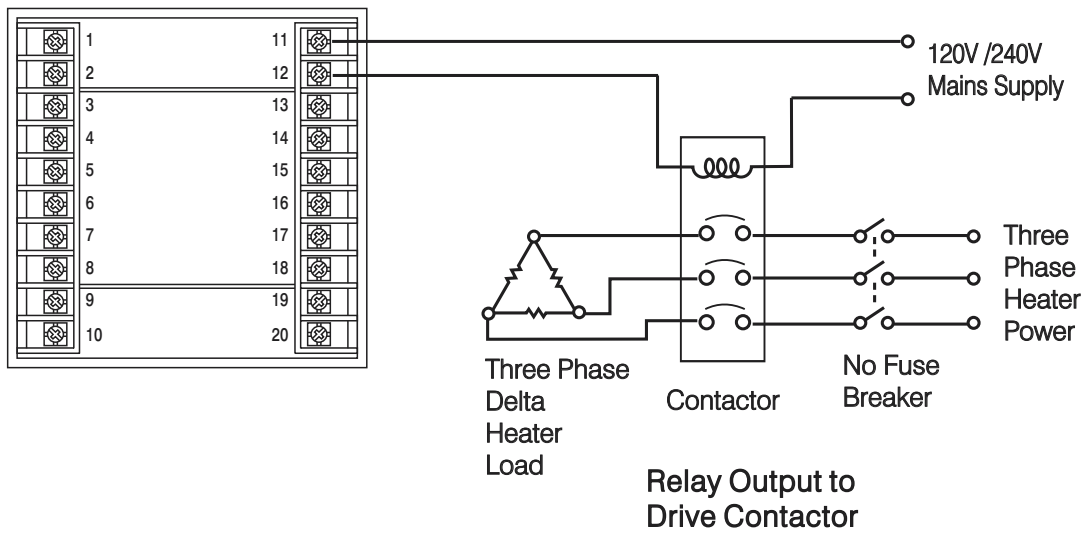 1
2
3
4
5
6
7
8
9
10
11
12
13
14
15
16
17
18
19
20
120V /240V
Mains Supply
Three
Phase
Heater
Power
No Fuse
Breaker
Contactor
Three Phase
Delta
Heater
Load
Relay Output to
Drive Contactor